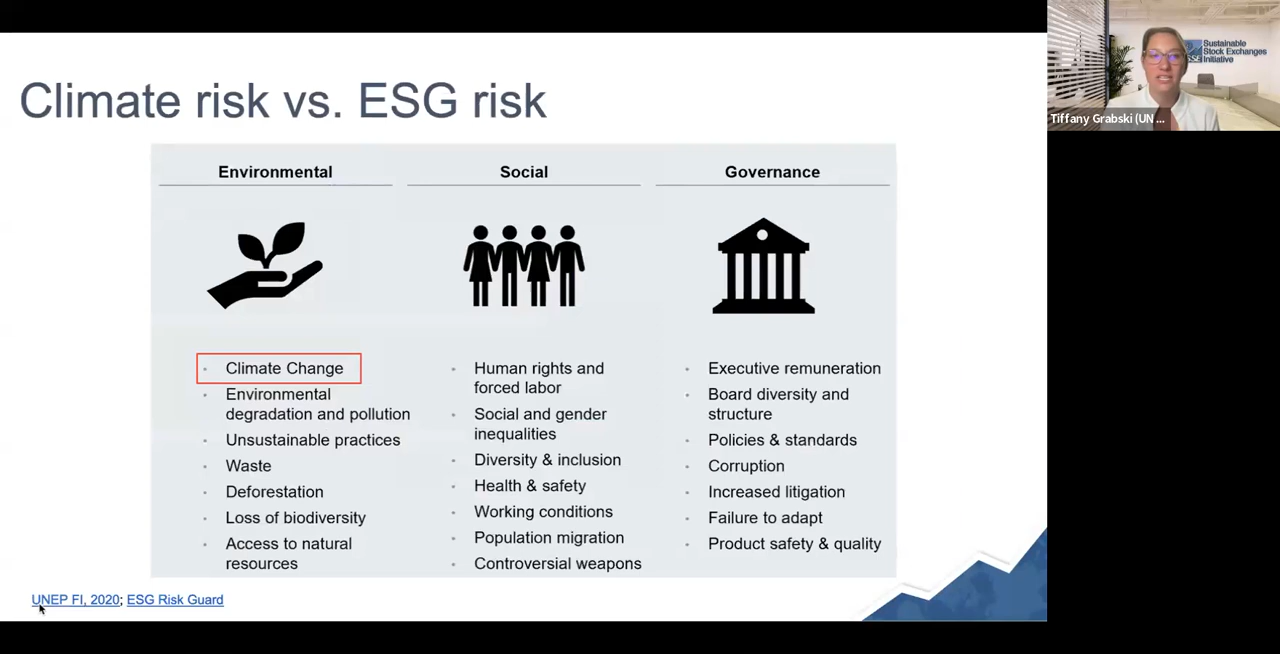 Climate risk vs. ESG risk
Environmental
Climate Change
Environmental
degradation and pollution
Unsustainable practices
Waste
Deforestation
Loss of biodiversity
Access to natural
resources
Social
Human rights and
forced labor
Social and gender
inequalities
Diversity & inclusion
Health & safety
Working conditions
Population migration
Controversial weapons
Governance
Executive remuneration
Board diversity and
structure
Policies & standards
Corruption
Increased litigation
Failure to adapt
Product safety & quality
UNEP FI, 2020; ESG Risk Guard
Sustainable
Stock Exchanges
Initiative
Tiffany Grabski (UN ...